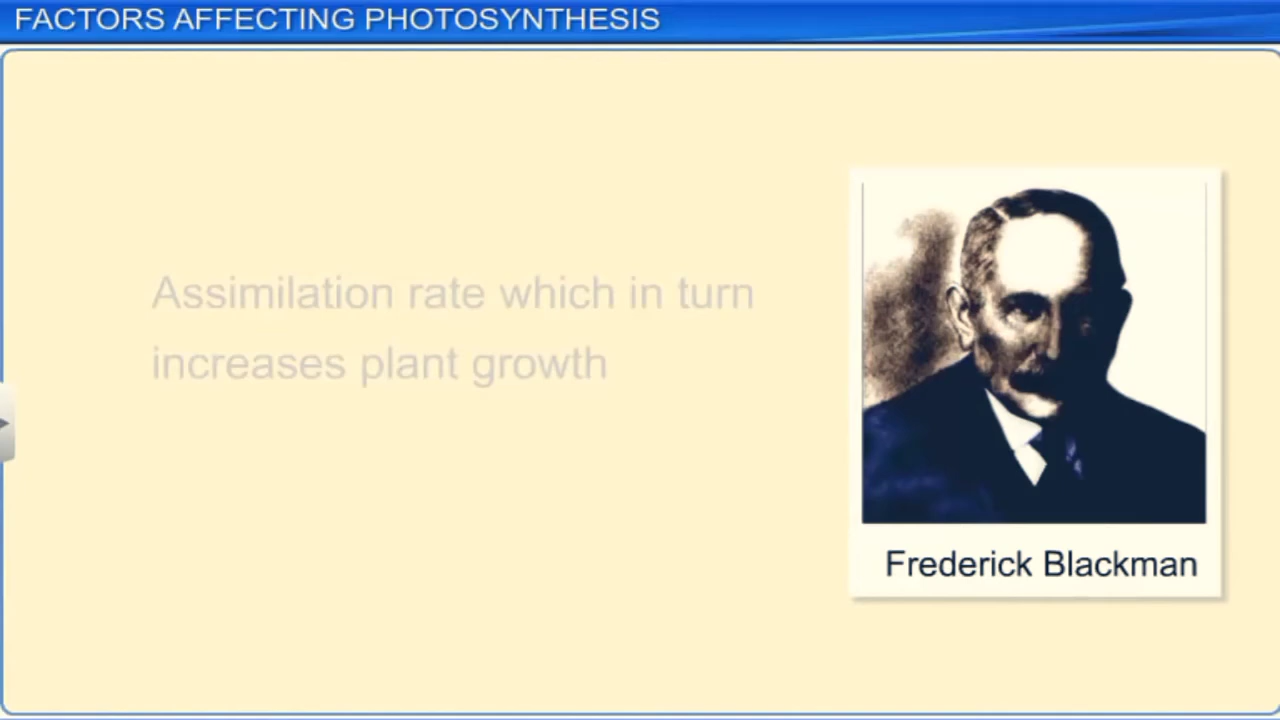 FACTORS AFFECTING PHOTOSYNTHESIS
Assimilation rate which in turn
increases plant growth
Frederick Blackman